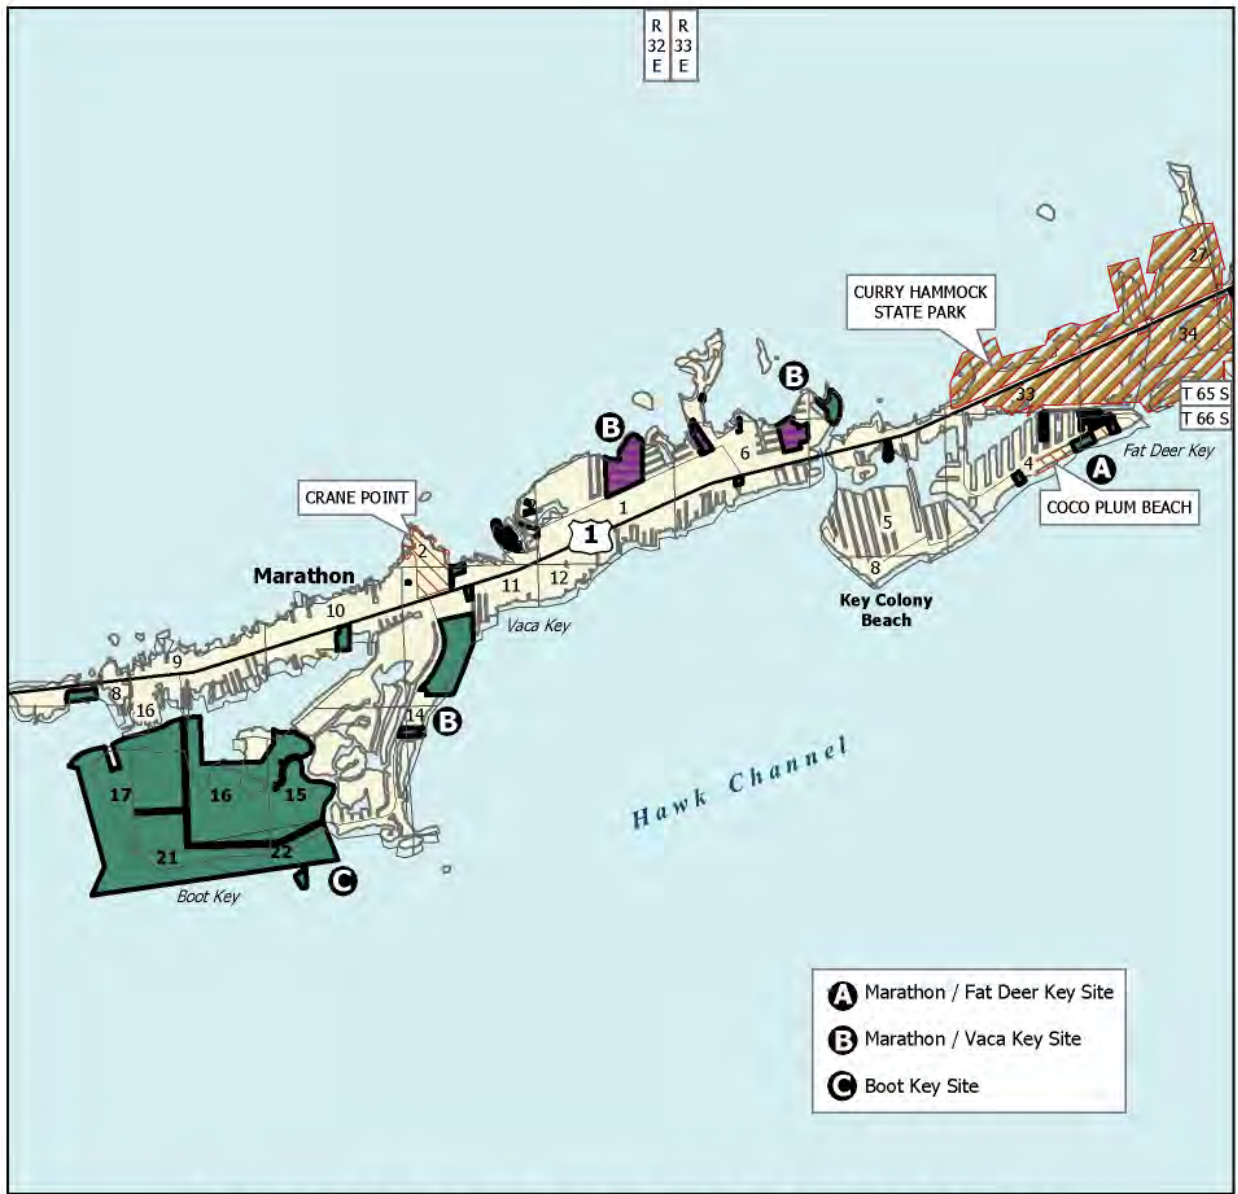 R R
32 33
E E
27
CURRY HAMMOCK
STATE PARK
34
33
T 65 S
T 66 S
B
B
6
4
A
Fat Deer Key
COCO PLUM BEACH
CRANE POINT
1
1
5
2
8
Marathon
11
12
10
Key Colony
Beach
Vaca Key
9
8
16
14
B
17
16
15
Hawk Channel
21
22
C
Boot Key
A Marathon / Fat Deer Key Site
B Marathon / Vaca Key Site
C Boot Key Site